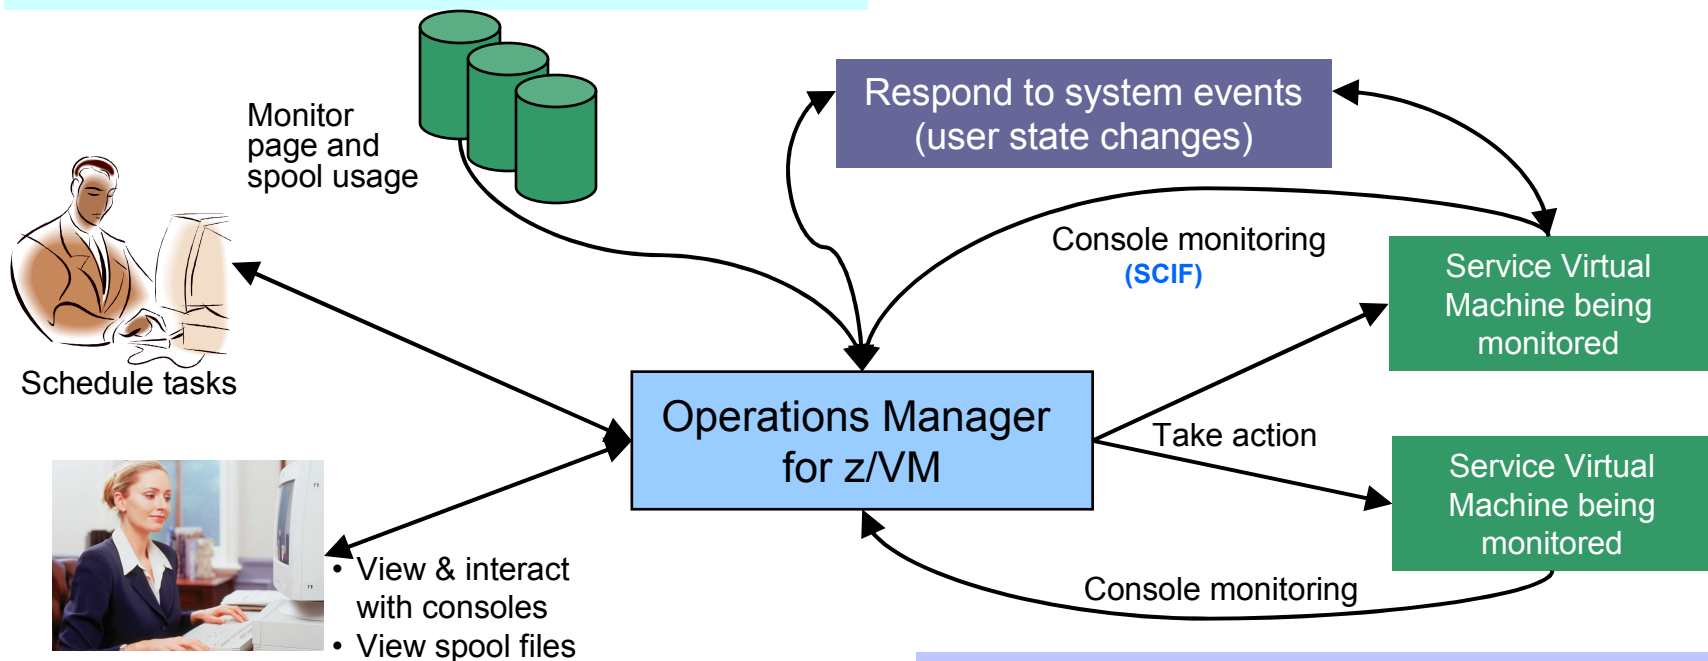 Monitor
page and
spool usage
Respond to system events
(user state changes)
Console monitoring
(SCIF)
Service Virtual
Machine being
monitored
Schedule tasks
Operations Manager
for z/VM
Take action
Service Virtual
Machine being
monitored
• View & interact
with consoles
• View spool files
Console monitoring